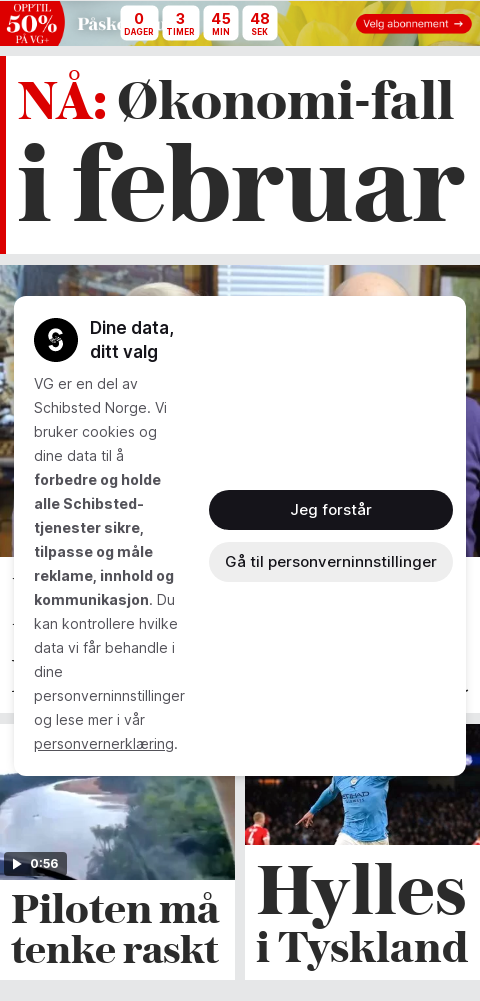 OPPTIL
50%
PÅ VG+
0
DAGER
3
TIMER
45
MIN
48
SEK
Velg abonnement →
NÅ: Økonomi-fall
i februar
Dine data,
ditt valg
VG er en del av
Schibsted Norge. Vi
bruker cookies og
dine data til å
forbedre og holde
alle Schibsted-
tjenester sikre,
tilpasse og måle
reklame, innhold og
kommunikasjon. Du
kan kontrollere hvilke
data vi får behandle i
dine
personverninnstillinger
og lese mer i vår
personvernerklæring.
Jeg forstår
Gå til personverninnstillinger
ETIHAD
0:56
Piloten må
tenke raskt
Hylles
i Tyskland